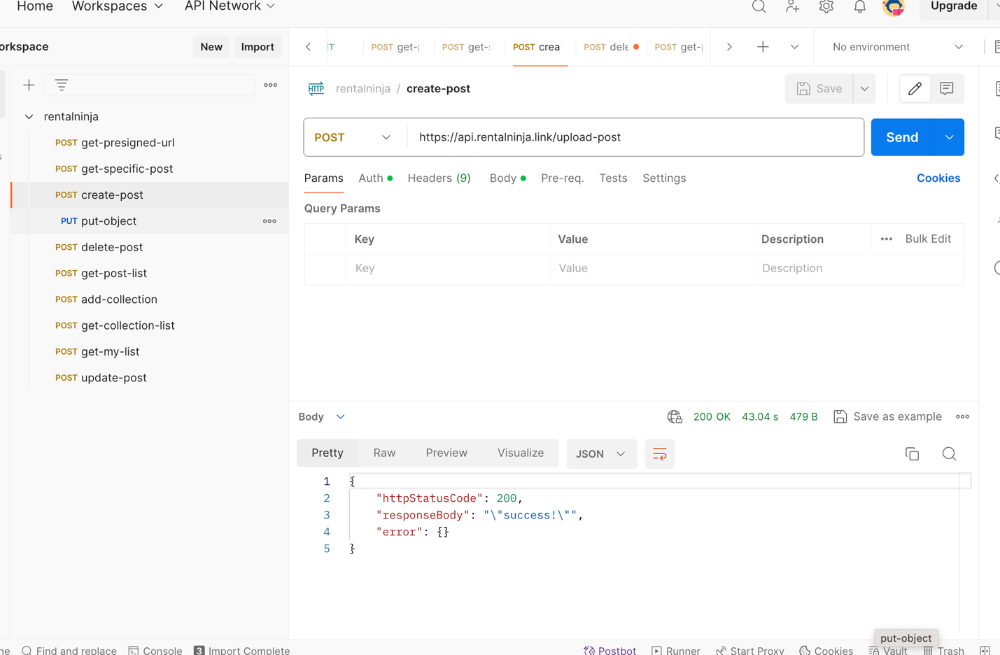 Home Workspaces API Network Upgrade
orkspace New Import
ET POST get-p POST get-s POST crea POST dele POST get-p No environment
rentalninja / create-post Save
rentalninja
POST get-presigned-url
POST get-specific-post
POST create-post
PUT put-object
POST delete-post
POST get-post-list
POST add-collection
POST get-collection-list
POST get-my-list
POST update-post
POST https://api.rentalninja.link/upload-post Send
Params Auth Headers (9) Body Pre-req. Tests Settings Cookies
Query Params
Key Value Description Bulk Edit
Key Value Description
Body 200 OK 43.04 s 479 B Save as example
Pretty Raw Preview Visualize JSON
1 {
2 "httpStatusCode": 200,
3 "responseBody": "\"success!\"",
4 "error": {}
5 }
put-object
ne Find and replace Console 3 Import Complete Postbot Runner Start Proxy Cookies Vault Trash